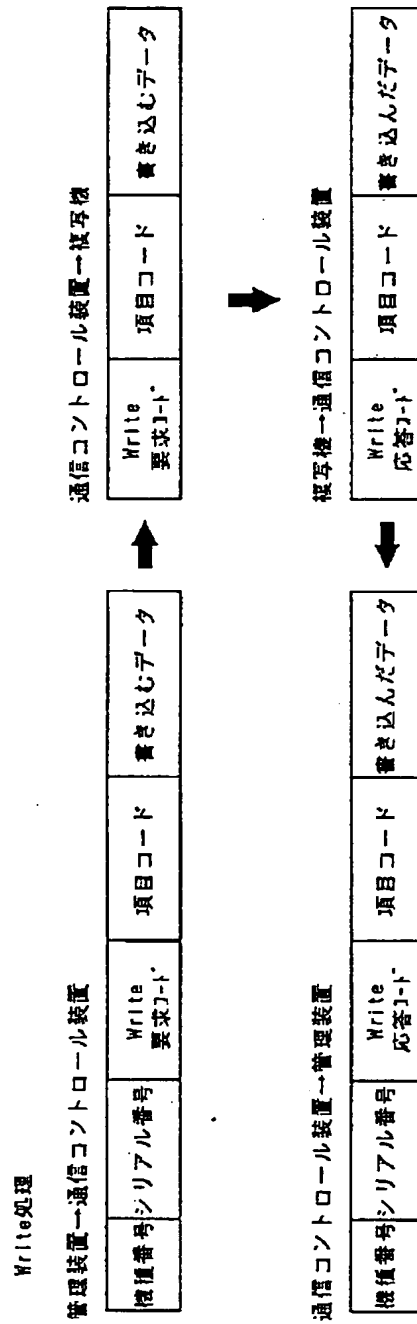 Write処理
管理装置→通信コントロール装置
機種番号 シリアル番号 Write 要求コード 項目コード 書き込むデータ
通信コントロール装置→複写機
Write 要求コード 項目コード 書き込むデータ
複写機→通信コントロール装置
Write 応答コード 項目コード 書き込んだデータ
通信コントロール装置→管理装置
機種番号 シリアル番号 Write 応答コード 項目コード 書き込んだデータ